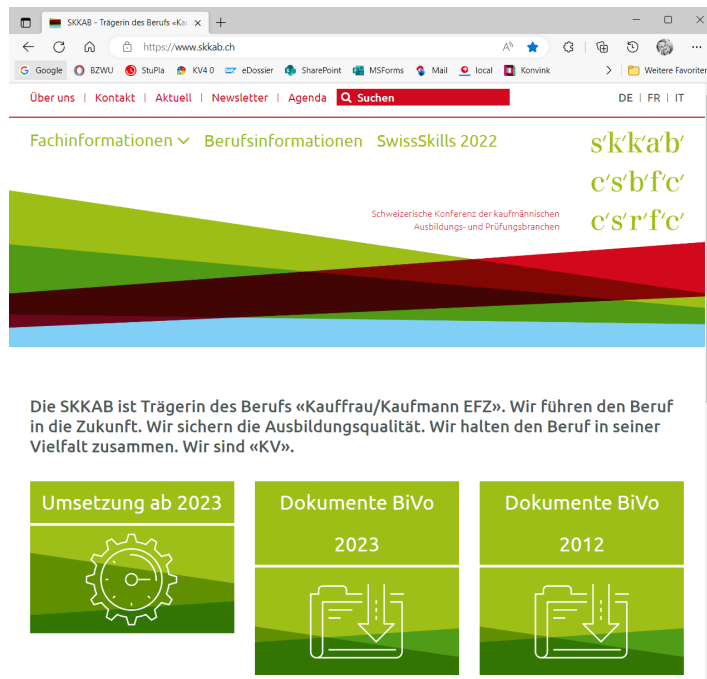 SKKAB - Trägerin des Berufs «Kau
https://www.skkab.ch
Google BZWU StuPla KV4 0 eDossier SharePoint MSForms Mail local Konvink Weitere Favoriten
Über uns | Kontakt | Aktuell | Newsletter | Agenda Suchen DE | FR | IT
Fachinformationen Berufsinformationen SwissSkills 2022
s'k'k'a'b'
c's'b'f'c'
c's'r'f'c'
Schweizerische Konferenz der kaufmännischen
Ausbildungs- und Prüfungsbranchen
Die SKKAB ist Trägerin des Berufs «Kauffrau/Kaufmann EFZ». Wir führen den Beruf
in die Zukunft. Wir sichern die Ausbildungsqualität. Wir halten den Beruf in seiner
Vielfalt zusammen. Wir sind «KV».
Umsetzung ab 2023
Dokumente BiVo
2023
Dokumente BiVo
2012